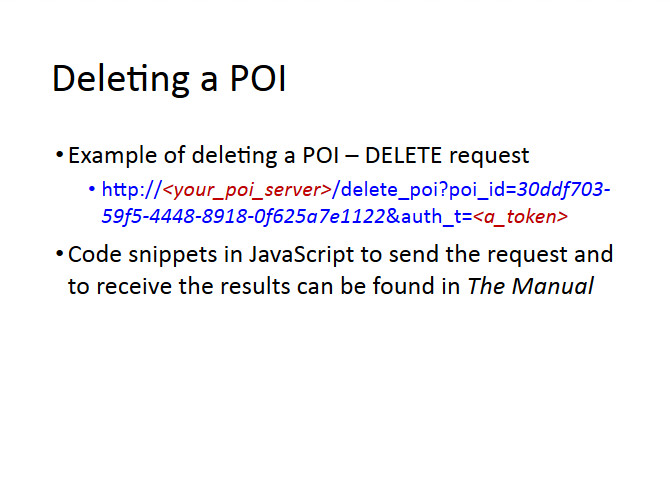 Deleting a POI
• Example of deleting a POI – DELETE request
• http://<your_poi_server>/delete_poi?poi_id=30ddf703-
59f5-4448-8918-0f625a7e1122&auth_t=<a_token>
• Code snippets in JavaScript to send the request and
to receive the results can be found in The Manual